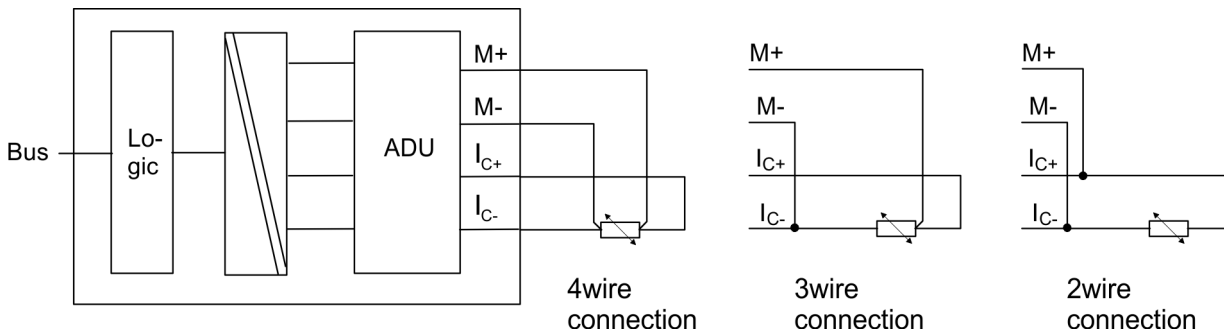 Bus
Lo-
gic
ADU
M+
M-
IC+
IC-
4wire
connection
M+
M-
IC+
IC-
3wire
connection
M+
M-
IC+
IC-
2wire
connection